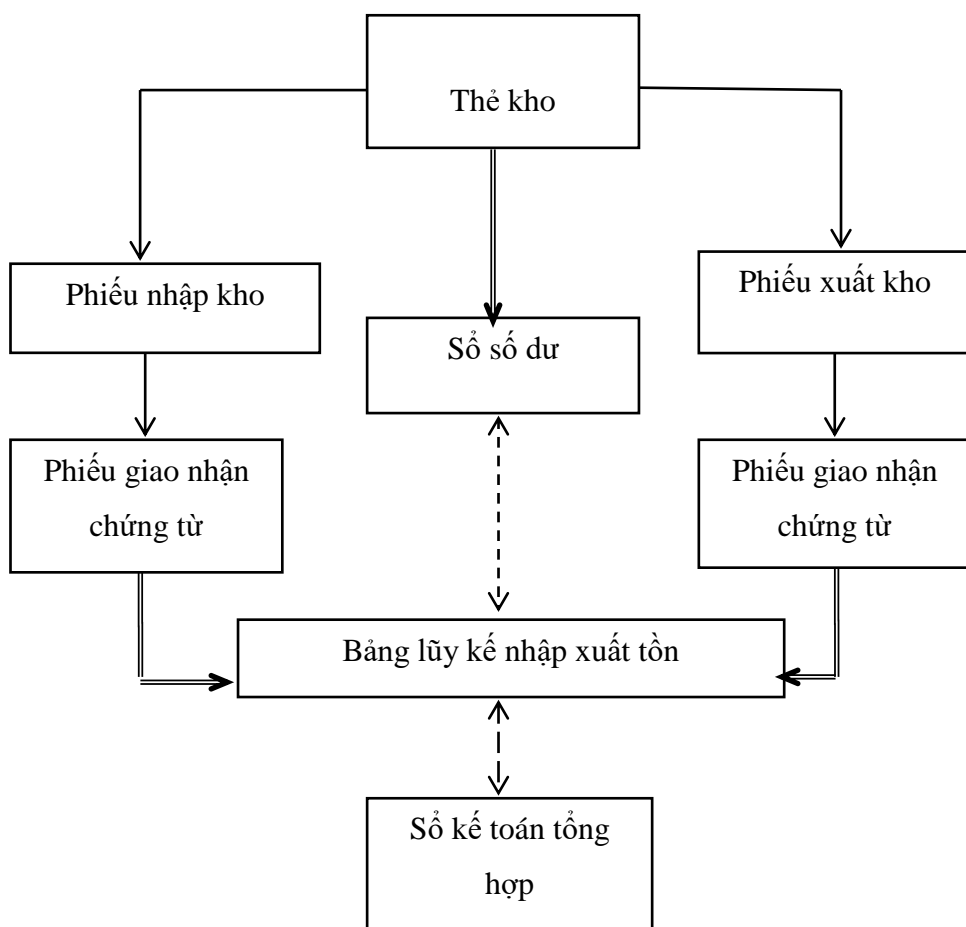 Thẻ kho
Phiếu nhập kho
Phiếu xuất kho
Sổ số dư
Phiếu giao nhận
chứng từ
Phiếu giao nhận
chứng từ
Bảng lũy kế nhập xuất tồn
Sổ kế toán tổng
hợp